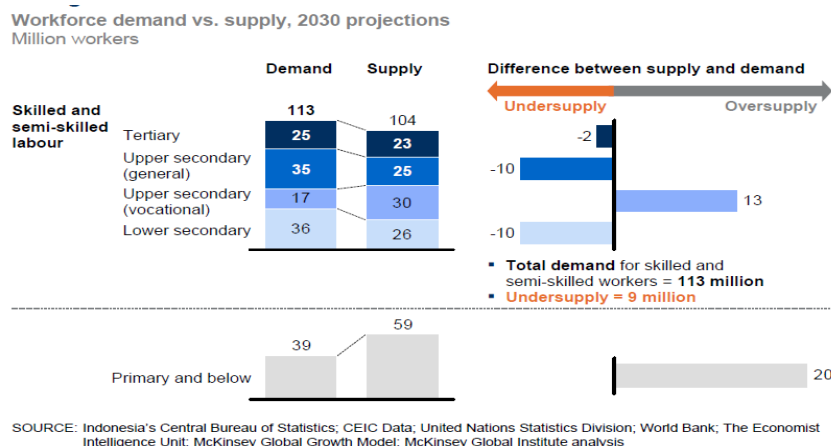 Workforce demand vs. supply, 2030 projections
Million workers
Demand Supply Difference between supply and demand
Undersupply Oversupply
Skilled and
semi-skilled
labour
113 104
Tertiary 25 23 -2
Upper secondary
(general) 35 25 -10
Upper secondary
(vocational) 17 30 13
Lower secondary 36 26 -10
▪ Total demand for skilled and
semi-skilled workers = 113 million
▪ Undersupply = 9 million
39 59
Primary and below 20
SOURCE: Indonesia's Central Bureau of Statistics; CEIC Data; United Nations Statistics Division; World Bank; The Economist
Intelligence Unit; McKinsey Global Growth Model; McKinsey Global Institute analysis